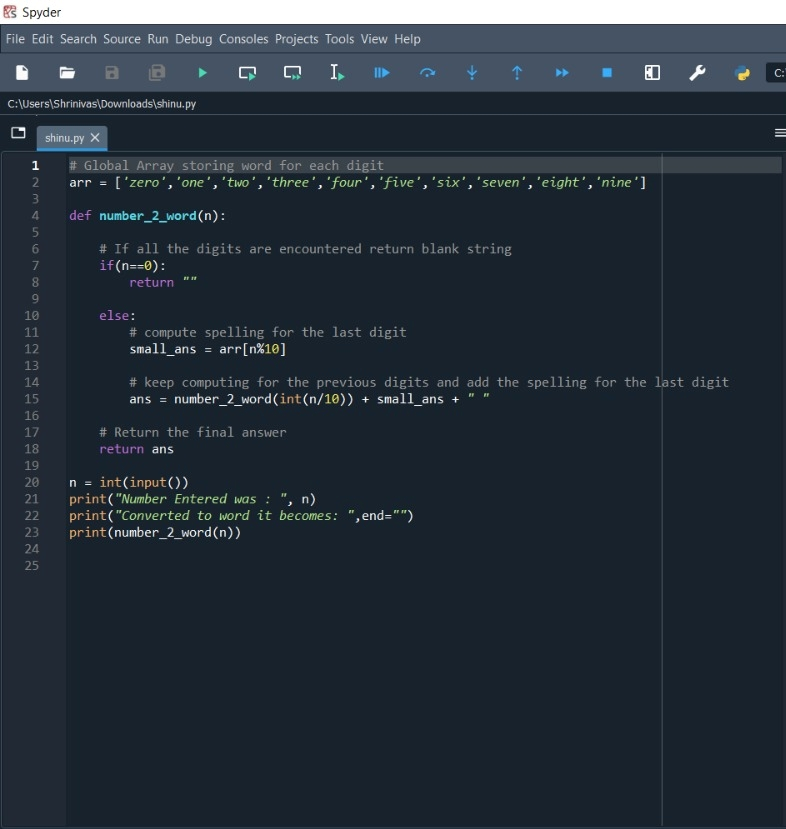 Spyder
File Edit Search Source Run Debug Consoles Projects Tools View Help
C:
C:\Users\Shrinivas\Downloads\shinu.py
shinu.py
1 # Global Array storing word for each digit
2 arr = ['zero','one','two','three','four','five','six','seven','eight','nine']
3
4 def number_2_word(n):
5
6     # If all the digits are encountered return blank string
7     if(n==0):
8         return ""
9
10     else:
11         # compute spelling for the last digit
12         small_ans = arr[n%10]
13
14         # keep computing for the previous digits and add the spelling for the last digit
15         ans = number_2_word(int(n/10)) + small_ans + " "
16
17     # Return the final answer
18     return ans
19
20 n = int(input())
21 print("Number Entered was : ", n)
22 print("Converted to word it becomes: ",end="")
23 print(number_2_word(n))
24
25